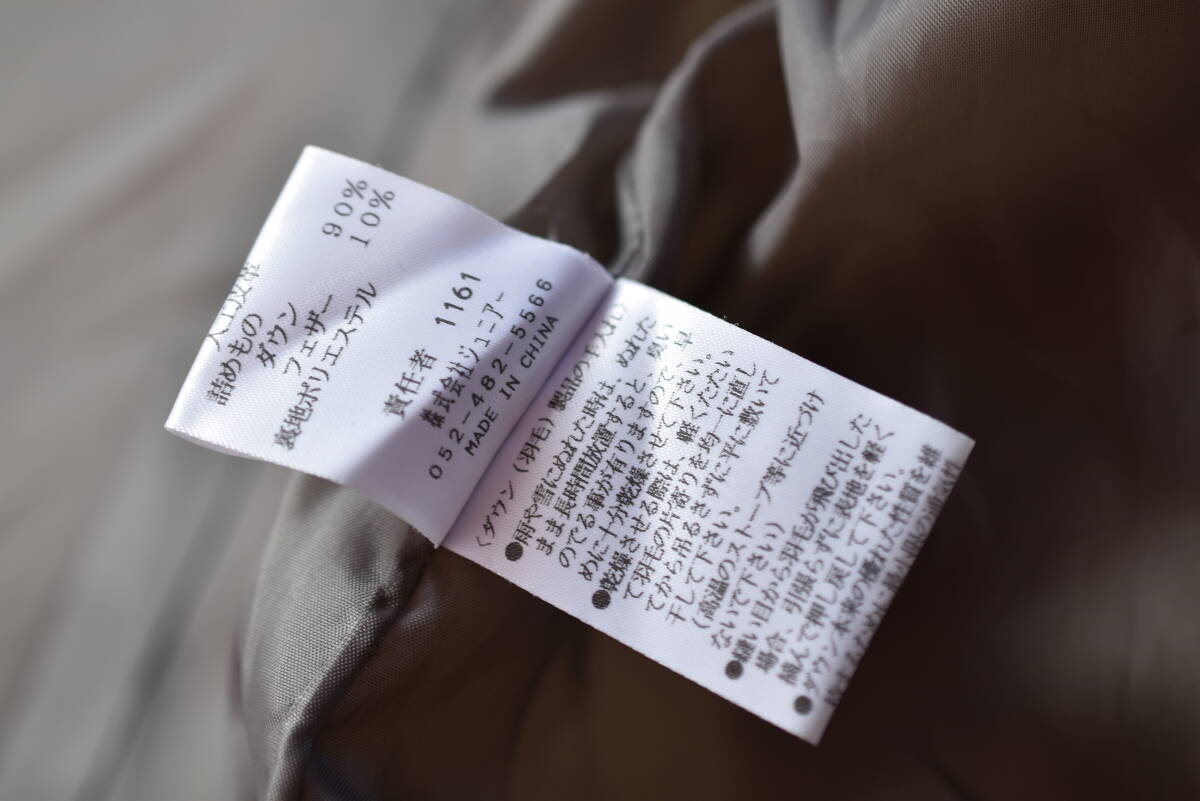 人工皮革
詰めもの
ダウン 90%
フェザー 10%
裏地ポリエステル
責任者 1161
株式会社ジュニアー
052-482-5566
MADE IN CHINA
(ダウン(羽毛)製品の手入れ)
●雨や雪にぬれた時は、ぬれた
まま長時間放置すると、臭い
のでる事が有りますので、早
めに十分乾燥させて下さい。
●乾燥させる際は、軽くたたい
て羽毛の片寄りを均一に直し
てから吊るさずに平に敷いて
干して下さい。
(高温のストーブ等に近づけ
ないで下さい)
●縫い目から羽毛が飛び出した
場合、引張らずに表地を軽く
摘んで押し戻して下さい。
●ダウン本来の優れた性質を維